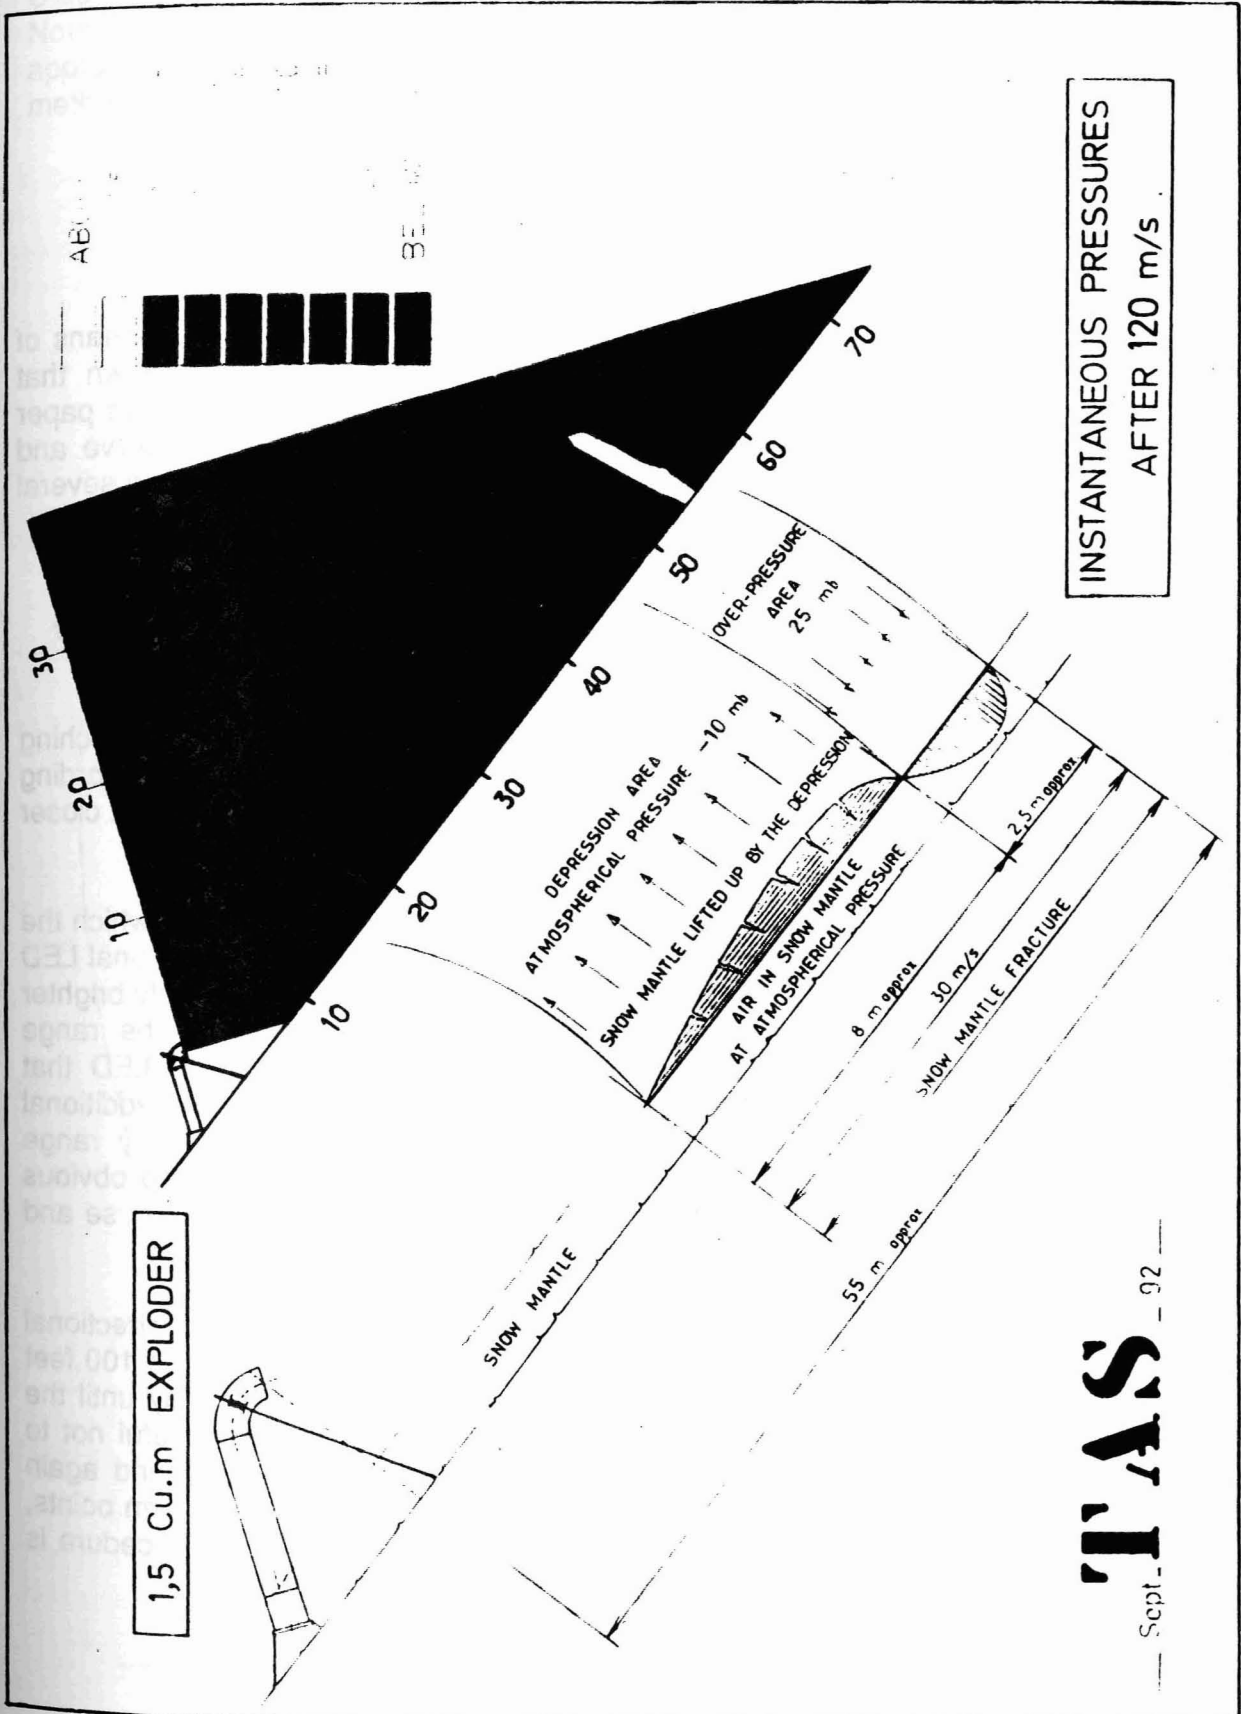 1,5 Cu.m EXPLODER
10
20
30
10
20
30
40
50
60
70
DEPRESSION AREA
ATMOSPHERICAL PRESSURE -10 mb
SNOW MANTLE LIFTED UP BY THE DEPRESSION
OVER-PRESSURE
AREA
25 mb
AIR IN SNOW MANTLE
AT ATMOSPHERICAL PRESSURE
SNOW MANTLE
8 m approx
2,5 m approx
30 m/s
SNOW MANTLE FRACTURE
55 m approx
INSTANTANEOUS PRESSURES
AFTER 120 m/s
Sept. TAS _ 92